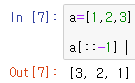 In [7]: a=[1,2,3]
a[::-1]
Out[7]: [3, 2, 1]